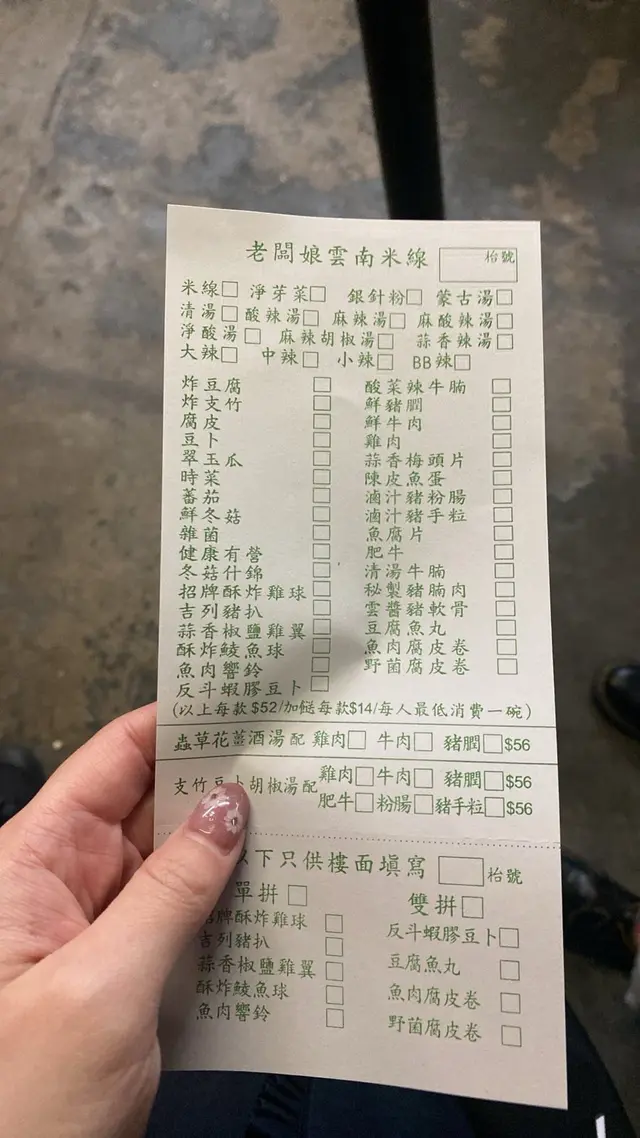 老闆娘雲南米線 枱號
米線 淨芽菜 銀針粉 蒙古湯
清湯 酸辣湯 麻辣湯 麻酸辣湯
淨酸湯 麻辣胡椒湯 蒜香辣湯
大辣 中辣 小辣 BB辣
炸豆腐 酸菜辣牛腩
炸支竹 鮮豬膶
腐皮 鮮牛肉
豆卜 雞肉
翠玉瓜 蒜香梅頭片
時菜 陳皮魚蛋
蕃茄 滷汁豬粉腸
鮮冬菇 滷汁豬手粒
雜菌 魚腐片
健康有營 肥牛
冬菇什錦 清湯牛腩
招牌酥炸雞球 秘製豬腩肉
吉列豬扒 雲醬豬軟骨
蒜香椒鹽雞翼 豆腐魚丸
酥炸鯪魚球 魚肉腐皮卷
魚肉響鈴 野菌腐皮卷
反斗蝦膠豆卜
(以上每款$52/加餸每款$14/每人最低消費一碗)
蟲草花薑酒湯配 雞肉 牛肉 豬膶 $56
支竹豆卜胡椒湯配 雞肉 牛肉 豬膶 $56
肥牛 粉腸 豬手粒 $56
以下只供樓面填寫 枱號
單拼 雙拼
招牌酥炸雞球 反斗蝦膠豆卜
吉列豬扒 豆腐魚丸
蒜香椒鹽雞翼 魚肉腐皮卷
酥炸鯪魚球 野菌腐皮卷
魚肉響鈴